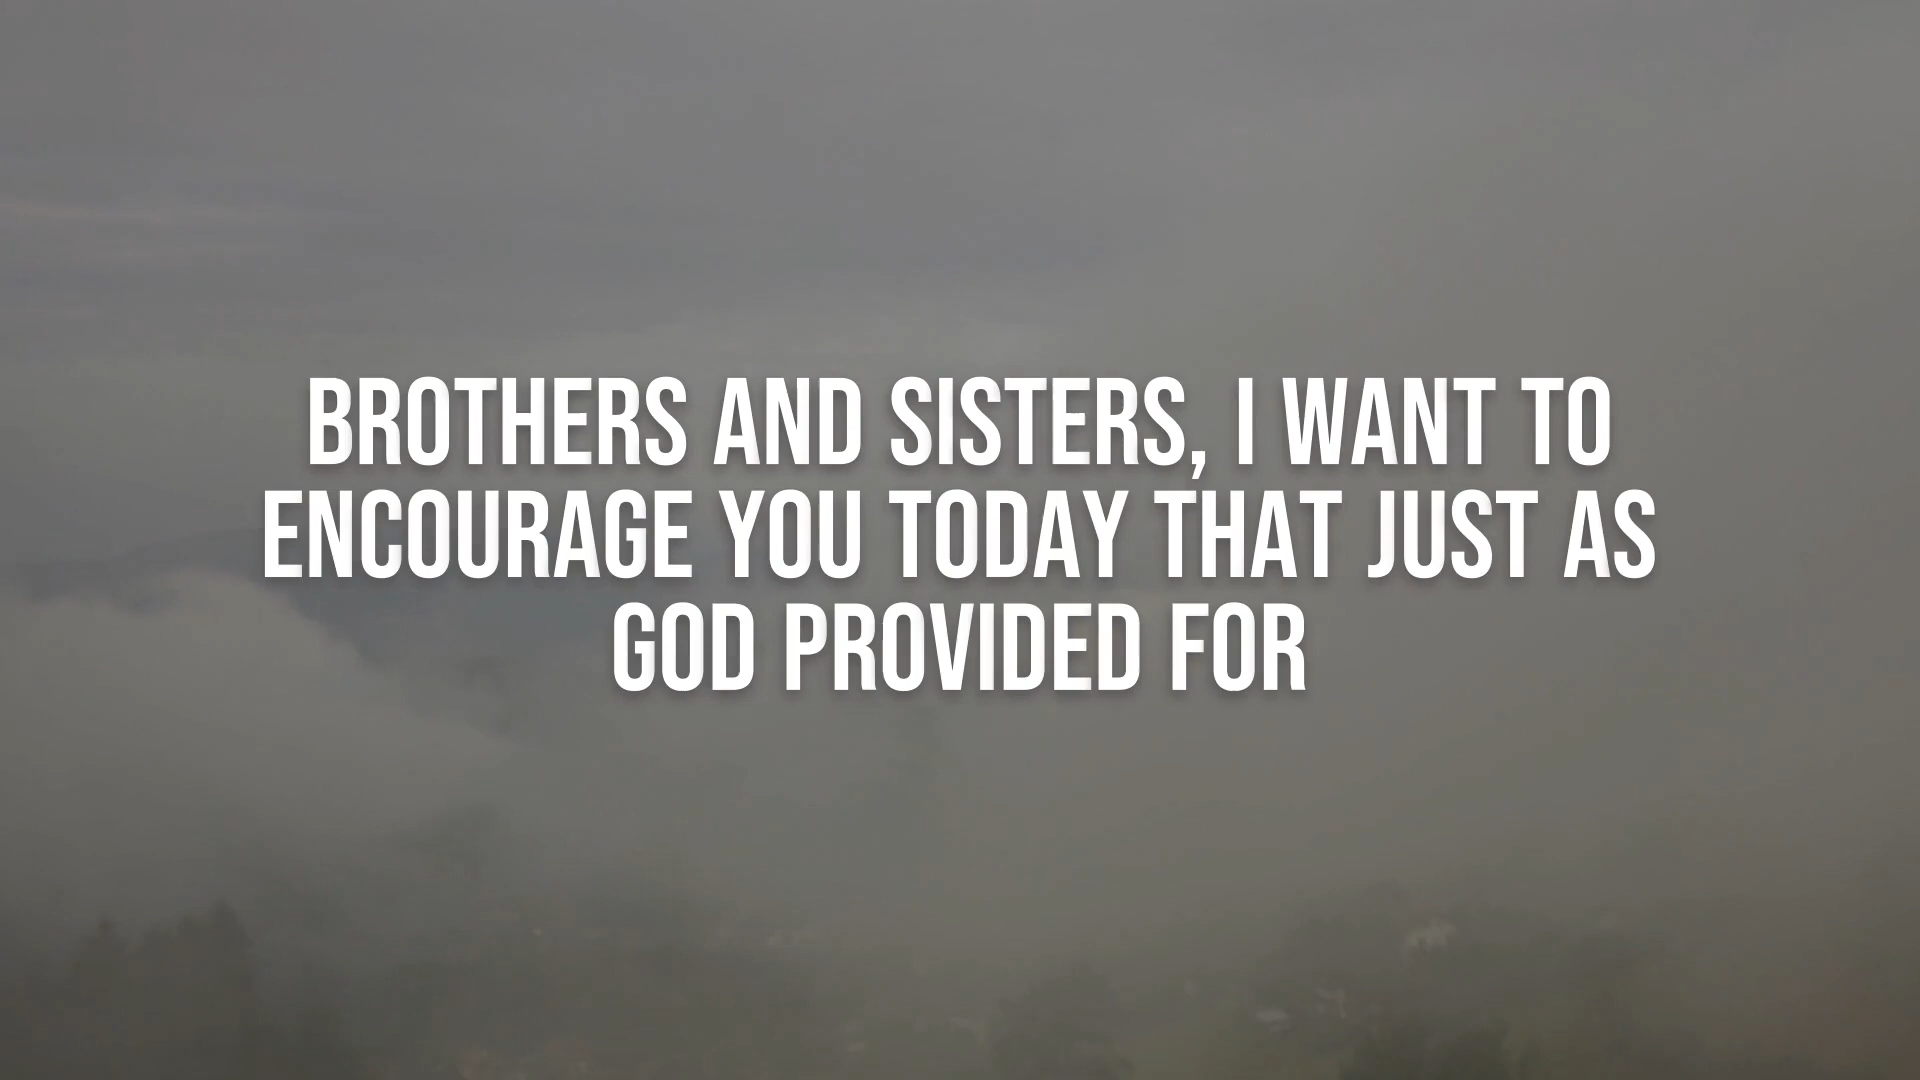 BROTHERS AND SISTERS, I WANT TO
ENCOURAGE YOU TODAY THAT JUST AS
GOD PROVIDED FOR